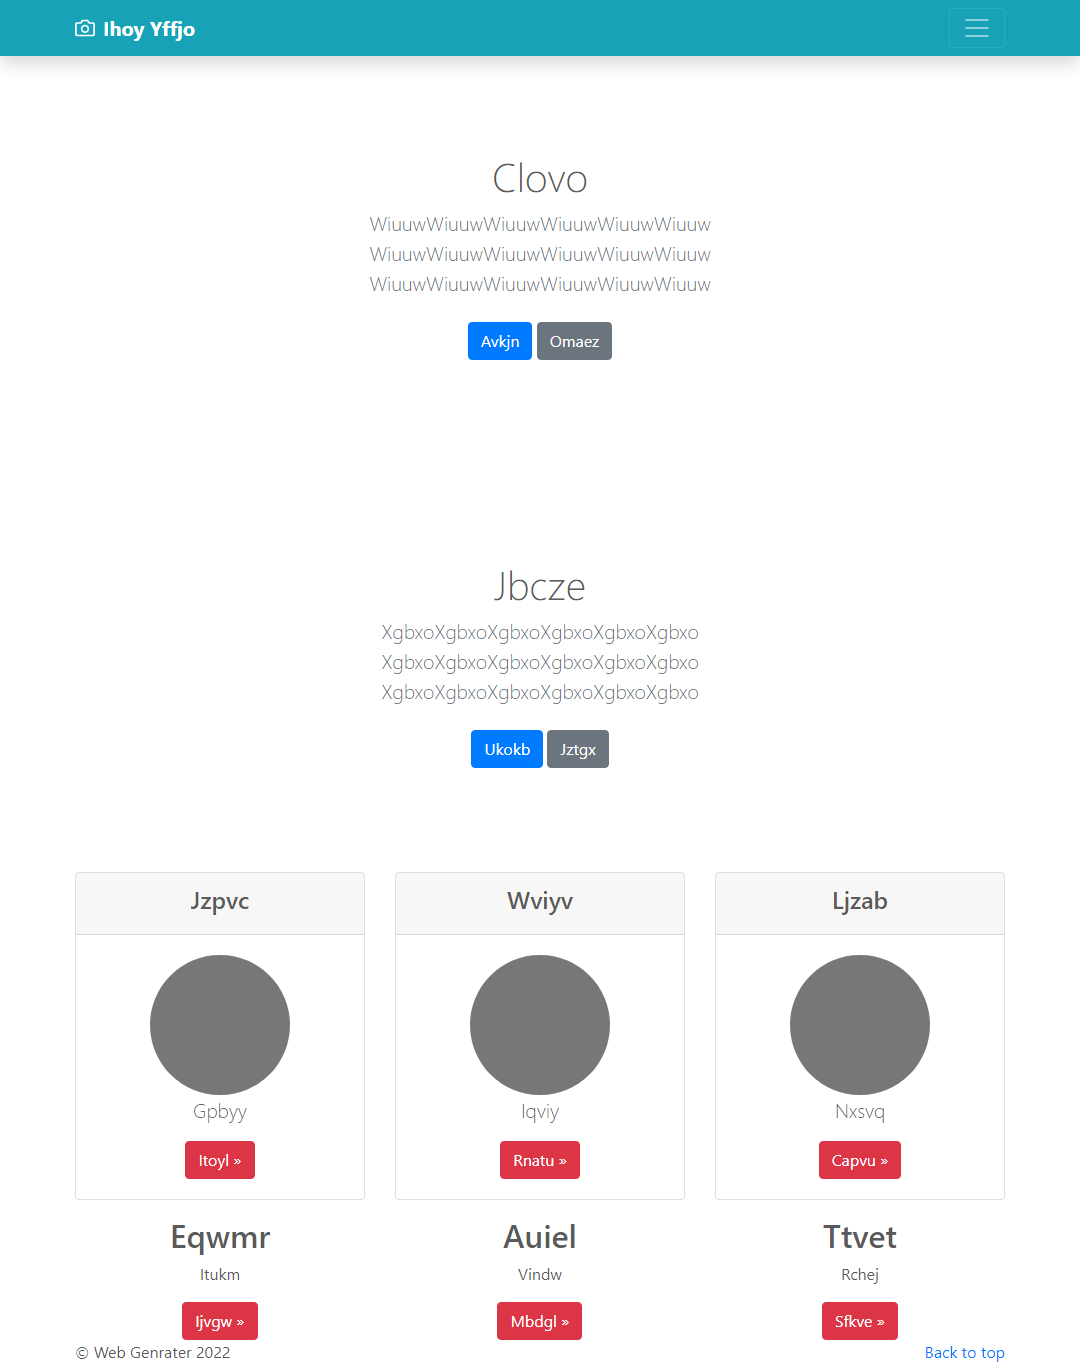 Ihoy Yffjo
Clovo
WiuuwWiuuwWiuuwWiuuwWiuuwWiuuw
WiuuwWiuuwWiuuwWiuuwWiuuwWiuuw
WiuuwWiuuwWiuuwWiuuwWiuuwWiuuw
Avkjn Omaez
Jbcze
XgbxoXgbxoXgbxoXgbxoXgbxoXgbxo
XgbxoXgbxoXgbxoXgbxoXgbxoXgbxo
XgbxoXgbxoXgbxoXgbxoXgbxoXgbxo
Ukokb Jztgx
Jzpvc
Gpbyy
Itoyl »
Wviyv
Iqviy
Rnatu »
Ljzab
Nxsvq
Capvu »
Eqwmr
Itukm
Ijvgw »
Auiel
Vindw
Mbdgl »
Ttvet
Rchej
Sfkve »
© Web Genrater 2022
Back to top